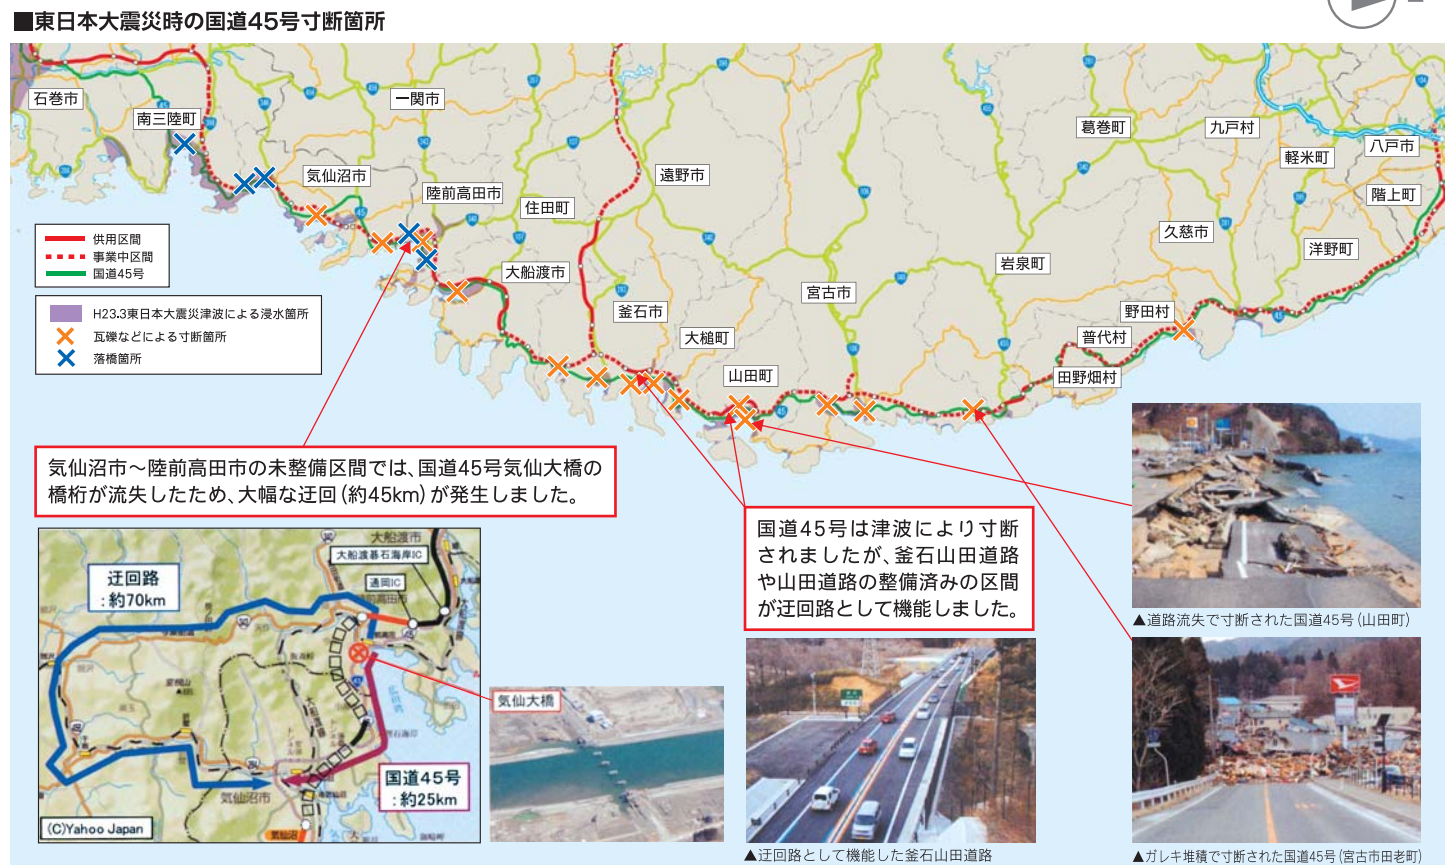 ■東日本大震災時の国道45号寸断箇所
石巻市
南三陸町
一関市
気仙沼市
陸前高田市
住田町
遠野市
大船渡市
釜石市
大槌町
山田町
宮古市
岩泉町
葛巻町
九戸村
軽米町
八戸市
階上町
久慈市
洋野町
野田村
普代村
田野畑村
45
45
45
供用区間
事業中区間
国道45号
H23.3東日本大震災津波による浸水箇所
瓦礫などによる寸断箇所
落橋箇所
気仙沼市～陸前高田市の未整備区間では、国道45号気仙大橋の
橋桁が流失したため、大幅な迂回(約45km)が発生しました。
国道45号は津波により寸断
されましたが、釜石山田道路
や山田道路の整備済みの区間
が迂回路として機能しました。
大船渡市
大船渡碁石海岸IC
通岡IC
迂回路
:約70km
国道45号
:約25km
気仙沼市
気仙沼
(C)Yahoo Japan
気仙大橋
▲迂回路として機能した釜石山田道路
▲道路流失で寸断された国道45号(山田町)
▲ガレキ堆積で寸断された国道45号(宮古市田老町)